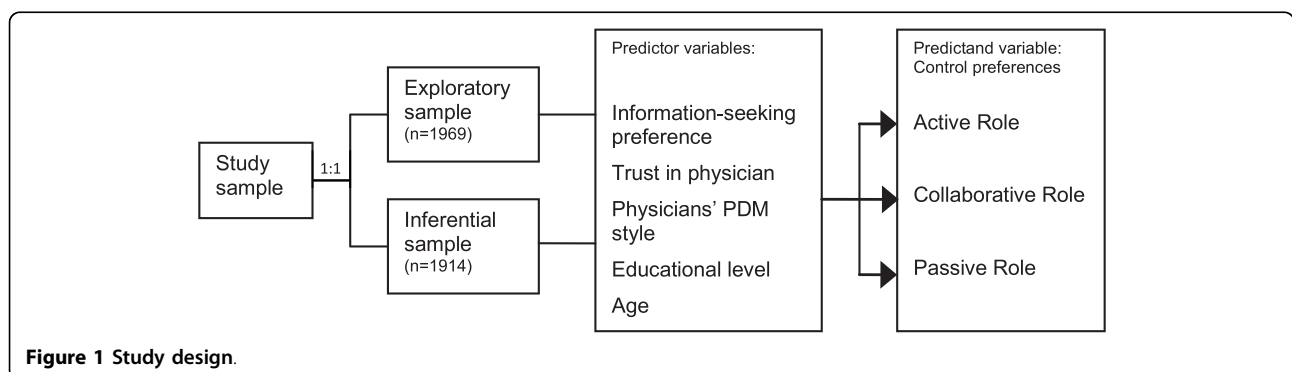 Study
sample
1:1
Exploratory
sample
(n=1969)
Inferential
sample
(n=1914)
Predictor variables:
Information-seeking
preference
Trust in physician
Physicians' PDM
style
Educational level
Age
Predictand variable:
Control preferences
Active Role
Collaborative Role
Passive Role
Figure 1 Study design.